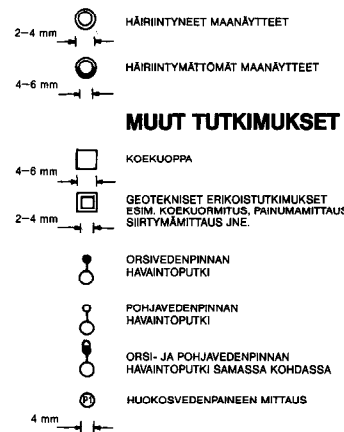 HÄIRIINTYNEET MAANÄYTTEET
2–4 mm
HÄIRIINTYMÄTTÖMÄT MAANÄYTTEET
4–6 mm
MUUT TUTKIMUKSET
KOEKUOPPA
4–6 mm
GEOTEKNISET ERIKOISTUTKIMUKSET
ESIM. KOEKUORMITUS, PAINUMAMITTAUS
2–4 mm
SIIRTYMÄMITTAUS JNE.
ORSIVEDENPINNAN
HAVAINTOPUTKI
POHJAVEDENPINNAN
HAVAINTOPUTKI
ORSI- JA POHJAVEDENPINNAN
HAVAINTOPUTKI SAMASSA KOHDASSA
P1 HUOKOSVEDENPAINEEN MITTAUS
4 mm